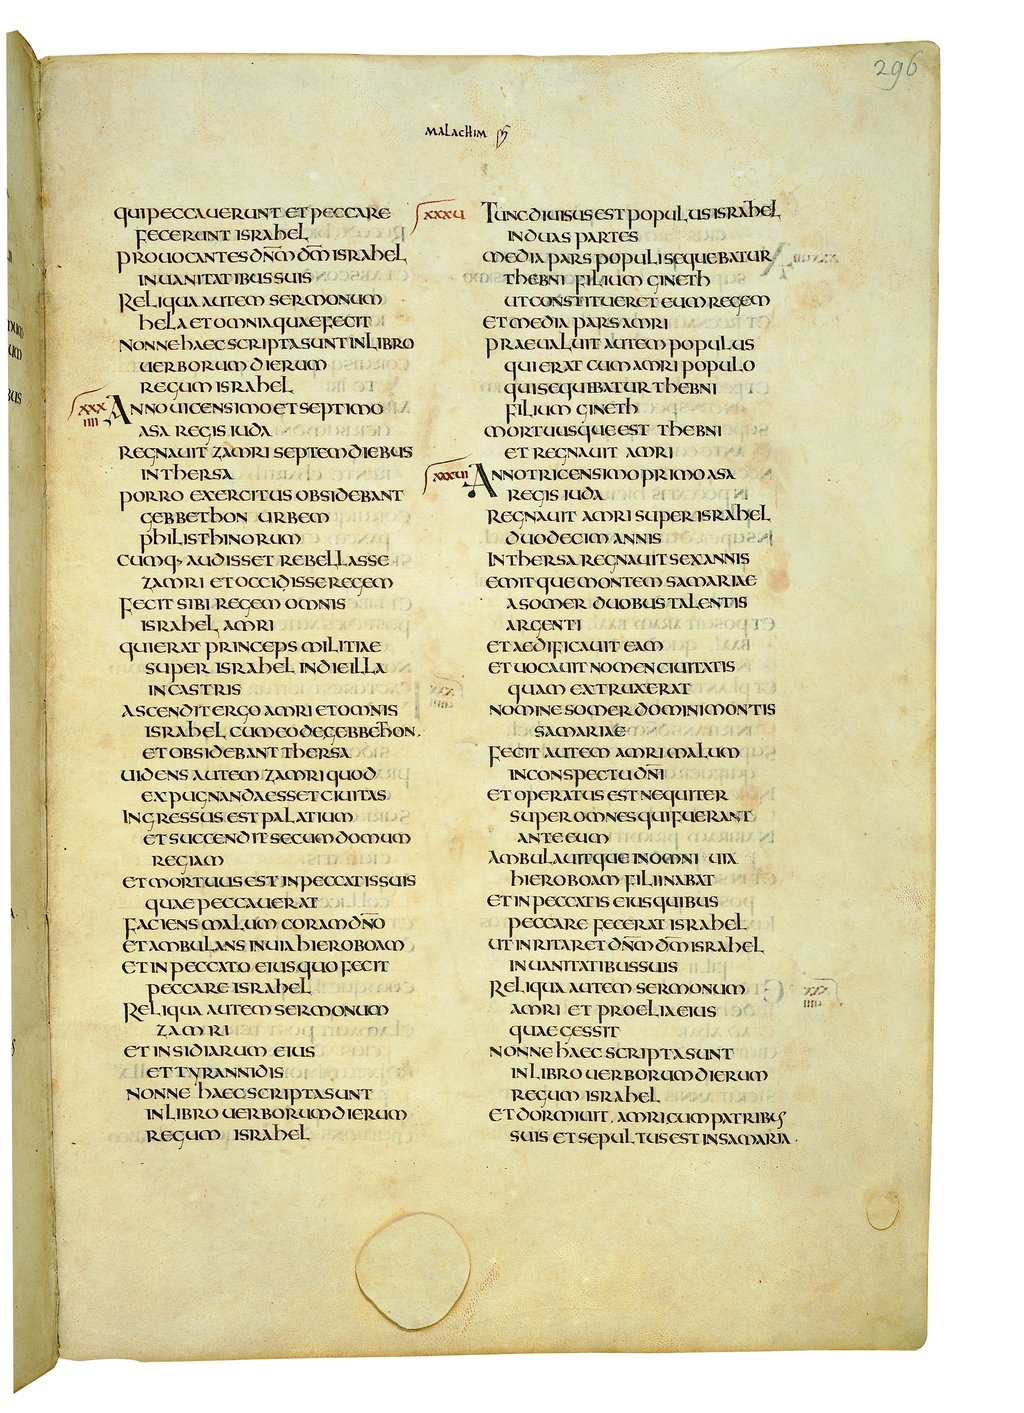 296
MALACHIM
QUI PECCAUERUNT ET PECCARE
FECERUNT ISRAHEL
PROUOCANTES DN̄M DM̄ ISRAHEL
IN UANITATIBUS SUIS
RELIQUA AUTEM SERMONUM
HELA ET OMNIA QUAE FECIT
NONNE HAEC SCRIPTA SUNT IN LIBRO
UERBORUM DIERUM
REGUM ISRAHEL
XXXIIII ANNO UICENSIMO ET SEPTIMO
ASA REGIS IUDA
REGNAUIT ZAMRI SEPTEM DIEBUS
IN THERSA
PORRO EXERCITUS OBSIDEBANT
GEBBETHON URBEM
PHILISTHINORUM
CUMQ· AUDISSET REBELLASSE
ZAMRI ET OCCIDISSE REGEM
FECIT SIBI REGEM OMNIS
ISRAHEL AMRI
QUI ERAT PRINCEPS MILITIAE
SUPER ISRAHEL IN DIE ILLA
IN CASTRIS
ASCENDIT ERGO AMRI ET OMNIS
ISRAHEL CUM EO DE GEBBETHON·
ET OBSIDEBANT THERSA
UIDENS AUTEM ZAMRI QUOD
EXPUGNANDA ESSET CIUITAS
INGRESSUS EST PALATIUM
ET SUCCENDIT SE CUM DOMUM
REGIAM
ET MORTUUS EST IN PECCATIS SUIS
QUAE PECCAUERAT
FACIENS MALUM CORAM DN̄O
ET AMBULANS IN UIA HIEROBOAM
ET IN PECCATO EIUS QUO FECIT
PECCARE ISRAHEL
RELIQUA AUTEM SERMONUM
ZAMRI
ET INSIDIARUM EIUS
ET TYRANNIDIS
NONNE HAEC SCRIPTA SUNT
IN LIBRO UERBORUM DIERUM
REGUM ISRAHEL
XXXU TUNC DIUISUS EST POPULUS ISRAHEL
IN DUAS PARTES
MEDIA PARS POPULI SEQUEBATUR
THEBNI FILIUM GINETH
UT CONSTITUERET EUM REGEM
ET MEDIA PARS AMRI
PRAEUALUIT AUTEM POPULUS
QUI ERAT CUM AMRI POPULO
QUI SEQUIBATUR THEBNI
FILIUM GINETH
MORTUUSQUE EST THEBNI
ET REGNAUIT AMRI
XXXUI ANNO TRICENSIMO PRIMO ASA
REGIS IUDA
REGNAUIT AMRI SUPER ISRAHEL
DUODECIM ANNIS
IN THERSA REGNAUIT SEX ANNIS
EMITQUE MONTEM SAMARIAE
A SOMER DUOBUS TALENTIS
ARGENTI
ET AEDIFICAUIT EAM
ET UOCAUIT NOMEN CIUITATIS
QUAM EXTRUXERAT
NOMINE SOMER DOMINI MONTIS
SAMARIAE
FECIT AUTEM AMRI MALUM
IN CONSPECTU DN̄I
ET OPERATUS EST NEQUITER
SUPER OMNES QUI FUERANT
ANTE EUM
AMBULAUITQUE IN OMNI UIA
HIEROBOAM FILII NABAT
ET IN PECCATIS EIUS QUIBUS
PECCARE FECERAT ISRAHEL
UT INRITARET DN̄M DM̄ ISRAHEL
IN UANITATIBUS SUIS
RELIQUA AUTEM SERMONUM
AMRI ET PROELIA EIUS
QUAE GESSIT
NONNE HAEC SCRIPTA SUNT
IN LIBRO UERBORUM DIERUM
REGUM ISRAHEL
ET DORMIUIT AMRI CUM PATRIBUS
SUIS ET SEPULTUS EST IN SAMARIA·